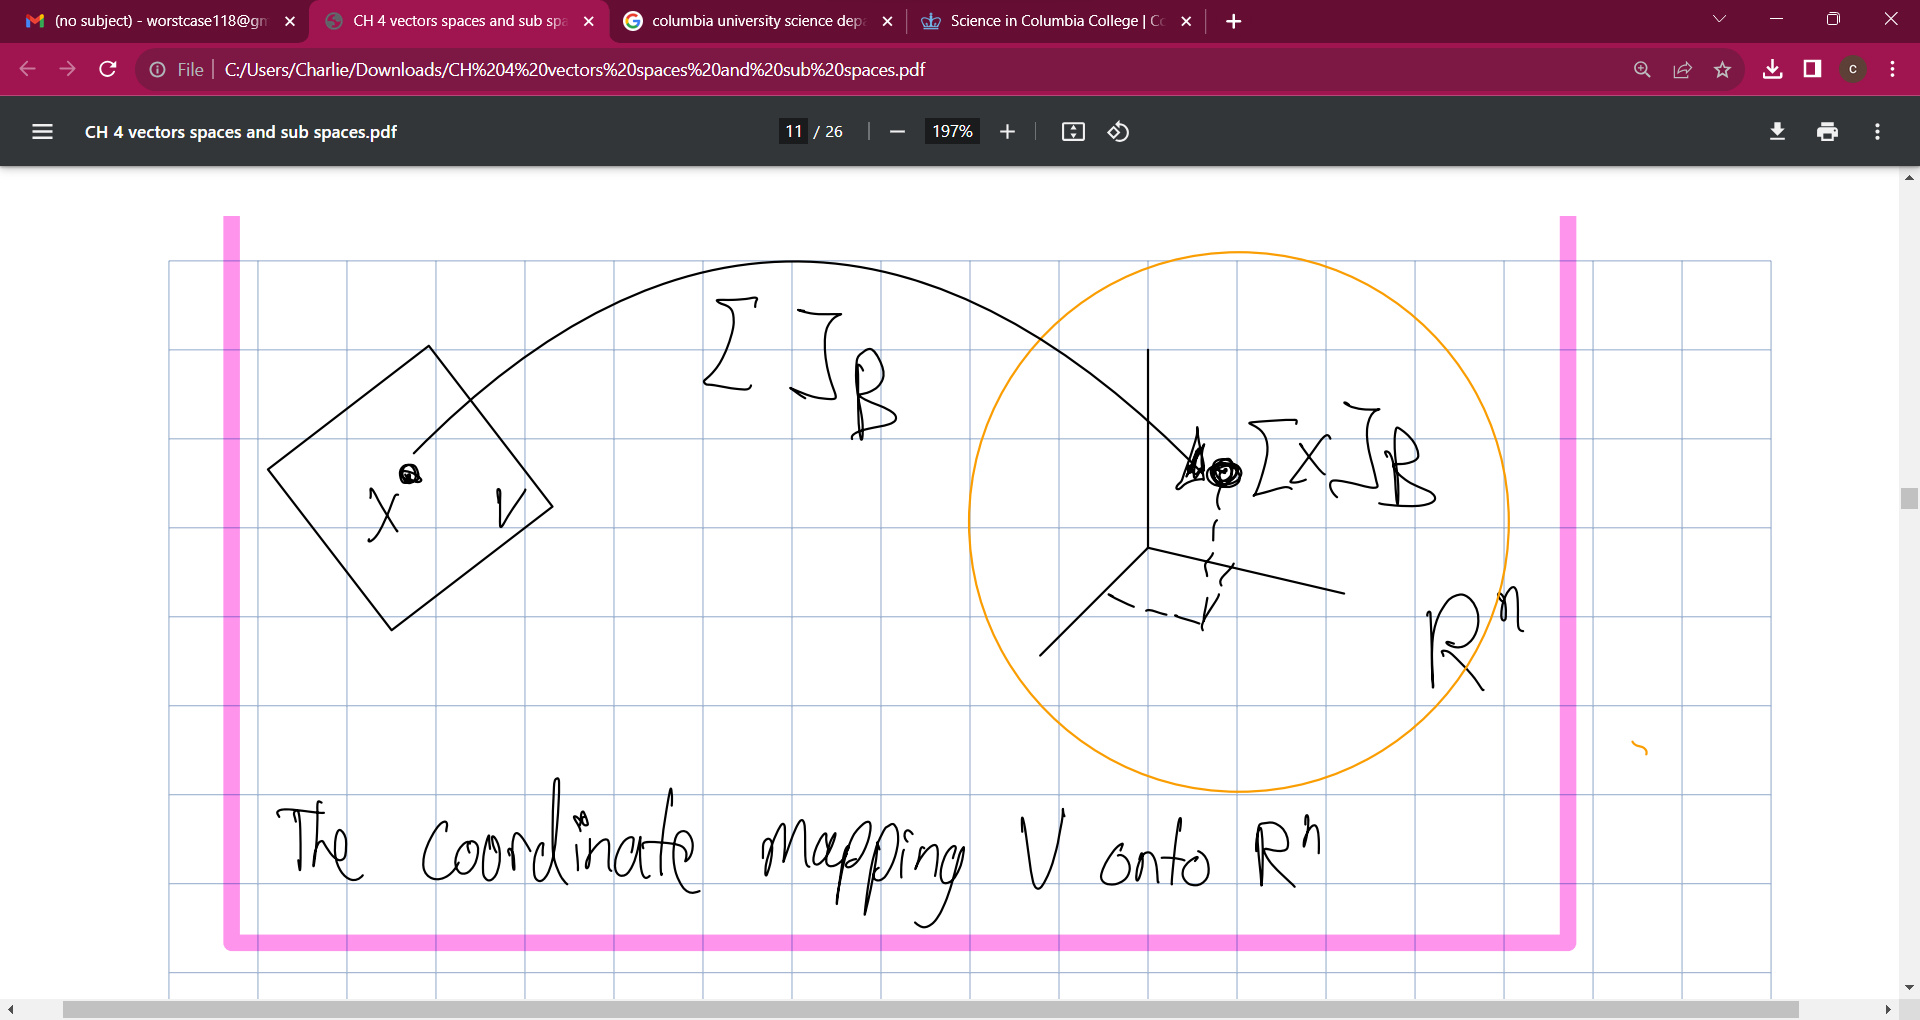 (no subject) - worstcase118@gm
CH 4 vectors spaces and sub spa
columbia university science depa
Science in Columbia College | Co
File
C:/Users/Charlie/Downloads/CH%204%20vectors%20spaces%20and%20sub%20spaces.pdf
c
CH 4 vectors spaces and sub spaces.pdf
11 / 26
197%
[ ]B
x
V
[x]B
R^n
The coordinate mapping V onto R^n